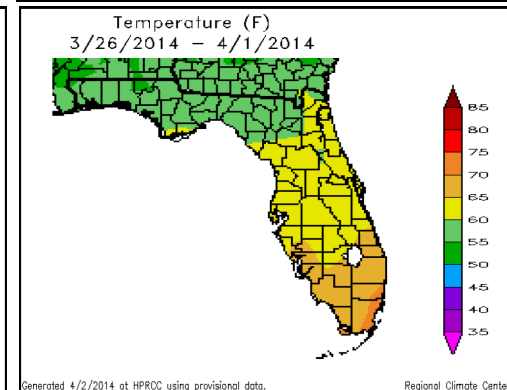 Temperature (F)
3/26/2014 – 4/1/2014
85
80
75
70
65
60
55
50
45
40
35
Generated 4/2/2014 at HPRCC using provisional data.
Regional Climate Cente